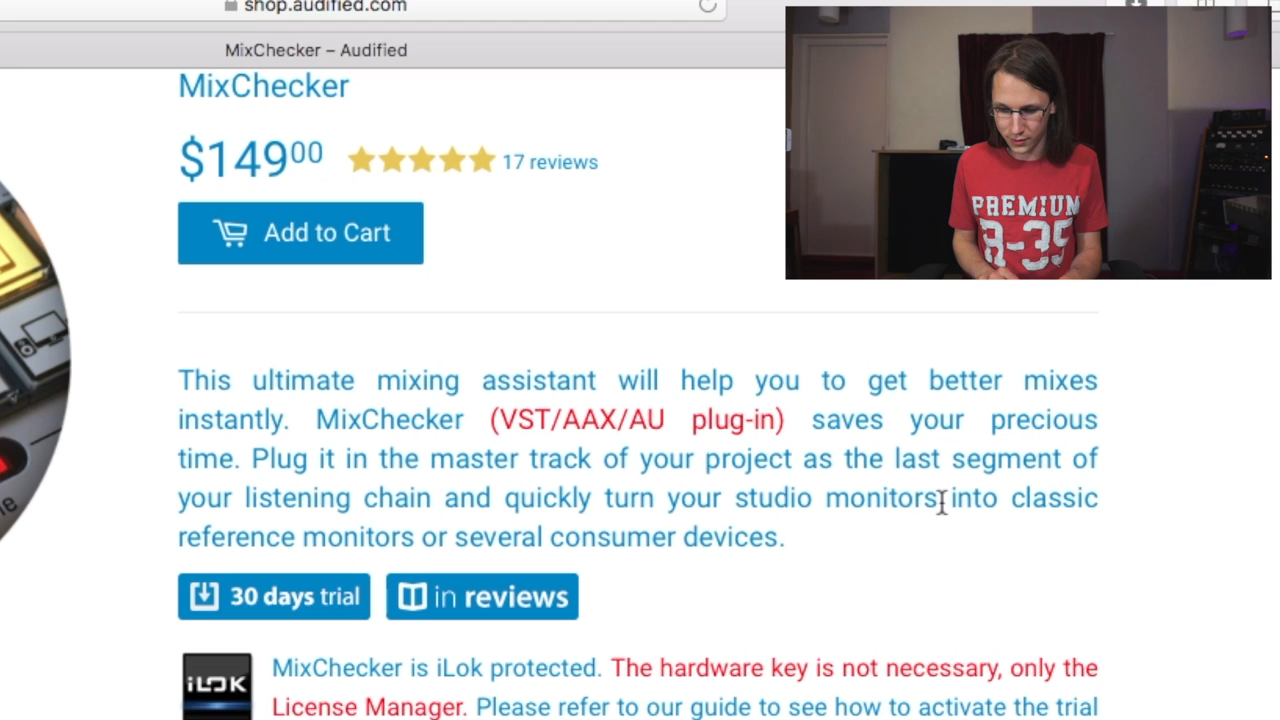 shop.audified.com
MixChecker – Audified
MixChecker
$14900
17 reviews
Add to Cart
PREMIUM
A-35
This ultimate mixing assistant will help you to get better mixes
instantly. MixChecker (VST/AAX/AU plug-in) saves your precious
time. Plug it in the master track of your project as the last segment of
your listening chain and quickly turn your studio monitors into classic
reference monitors or several consumer devices.
30 days trial
in reviews
iLOK
MixChecker is iLok protected. The hardware key is not necessary, only the
License Manager. Please refer to our guide to see how to activate the trial